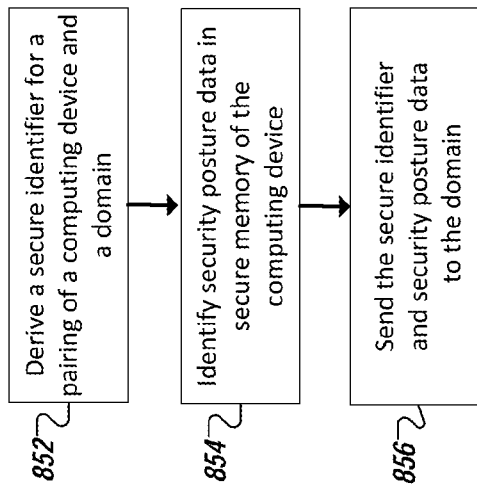 852
Derive a secure identifier for a
pairing of a computing device and
a domain
854
Identify security posture data in
secure memory of the
computing device
856
Send the secure identifier
and security posture data
to the domain